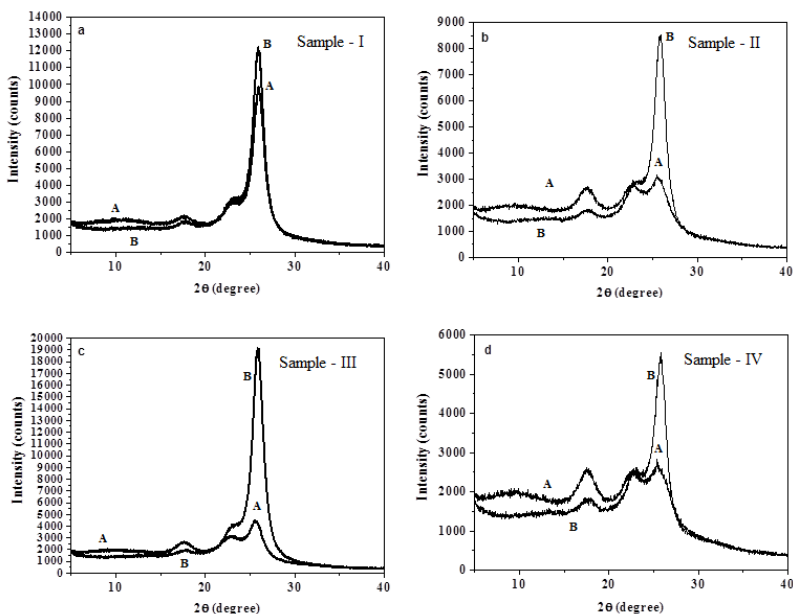 a
Sample - I
14000
13000
12000
11000
10000
9000
8000
7000
6000
5000
4000
3000
2000
1000
0
Intensity (counts)
B
A
A
B
10 20 30 40
2θ (degree)
b
Sample - II
9000
8000
7000
6000
5000
4000
3000
2000
1000
0
Intensity (counts)
B
A
A
B
10 20 30 40
2θ (degree)
c
Sample - III
20000
19000
18000
17000
16000
15000
14000
13000
12000
11000
10000
9000
8000
7000
6000
5000
4000
3000
2000
1000
0
Intensity (counts)
B
A
A
B
10 20 30 40
2θ (degree)
d
Sample - IV
6000
5000
4000
3000
2000
1000
0
Intensity (counts)
B
A
A
B
10 20 30 40
2θ (degree)